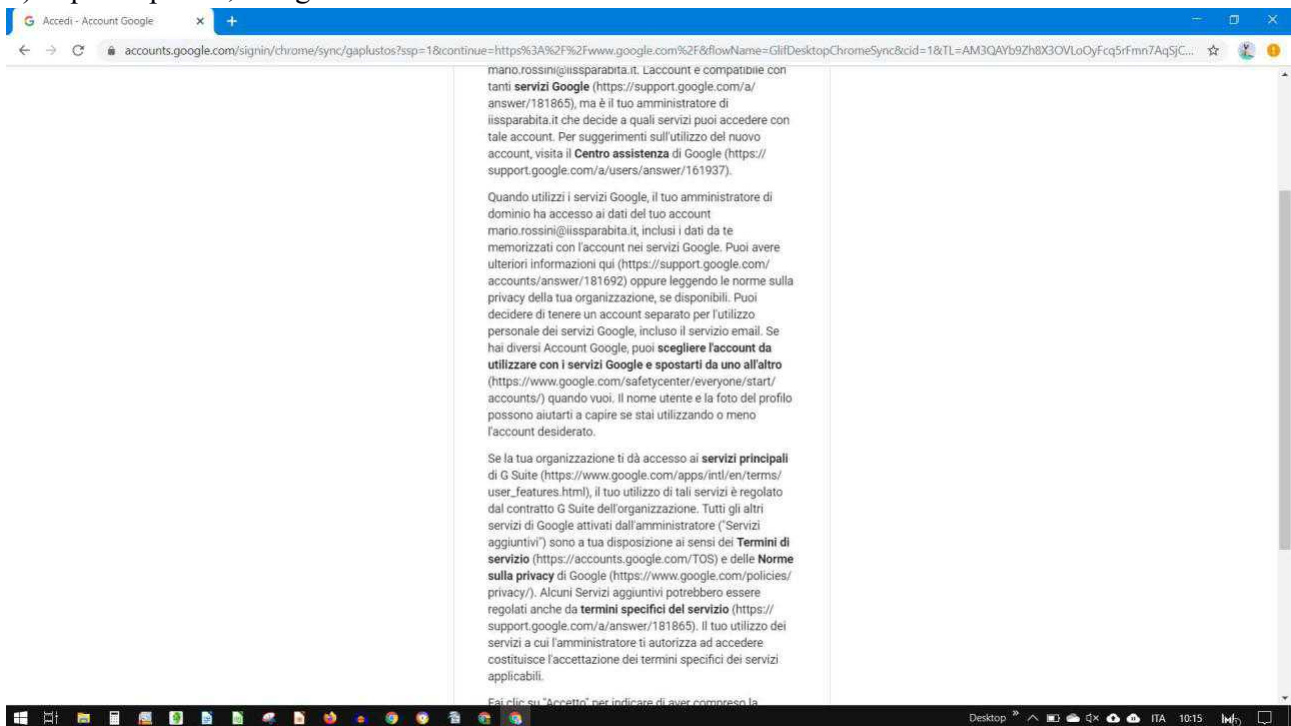 Accedi - Account Google
accounts.google.com/signin/chrome/sync/gaplustos?ssp=1&continue=https%3A%2F%2Fwww.google.com%2F&flowName=GlifDesktopChromeSync&cid=1&TL=AM3QAYb9Zh8X3OVLoOyFcq5rFmn7AqSjC...
mario.rossini@iissparabita.it. L'account è compatibile con
tanti servizi Google (https://support.google.com/a/
answer/181865), ma è il tuo amministratore di
iissparabita.it che decide a quali servizi puoi accedere con
tale account. Per suggerimenti sull'utilizzo del nuovo
account, visita il Centro assistenza di Google (https://
support.google.com/a/users/answer/161937).
Quando utilizzi i servizi Google, il tuo amministratore di
dominio ha accesso ai dati del tuo account
mario.rossini@iissparabita.it, inclusi i dati da te
memorizzati con l'account nei servizi Google. Puoi avere
ulteriori informazioni qui (https://support.google.com/
accounts/answer/181692) oppure leggendo le norme sulla
privacy della tua organizzazione, se disponibili. Puoi
decidere di tenere un account separato per l'utilizzo
personale dei servizi Google, incluso il servizio email. Se
hai diversi Account Google, puoi scegliere l'account da
utilizzare con i servizi Google e spostarti da uno all'altro
(https://www.google.com/safetycenter/everyone/start/
accounts/) quando vuoi. Il nome utente e la foto del profilo
possono aiutarti a capire se stai utilizzando o meno
l'account desiderato.
Se la tua organizzazione ti dà accesso ai servizi principali
di G Suite (https://www.google.com/apps/intl/en/terms/
user_features.html), il tuo utilizzo di tali servizi è regolato
dal contratto G Suite dell'organizzazione. Tutti gli altri
servizi di Google attivati dall'amministratore ("Servizi
aggiuntivi") sono a tua disposizione ai sensi dei Termini di
servizio (https://accounts.google.com/TOS) e delle Norme
sulla privacy di Google (https://www.google.com/policies/
privacy/). Alcuni Servizi aggiuntivi potrebbero essere
regolati anche da termini specifici del servizio (https://
support.google.com/a/answer/181865). Il tuo utilizzo dei
servizi a cui l'amministratore ti autorizza ad accedere
costituisce l'accettazione dei termini specifici dei servizi
applicabili.
Fai clic su "Accetto" per indicare di aver compreso la
Desktop ITA 10:15